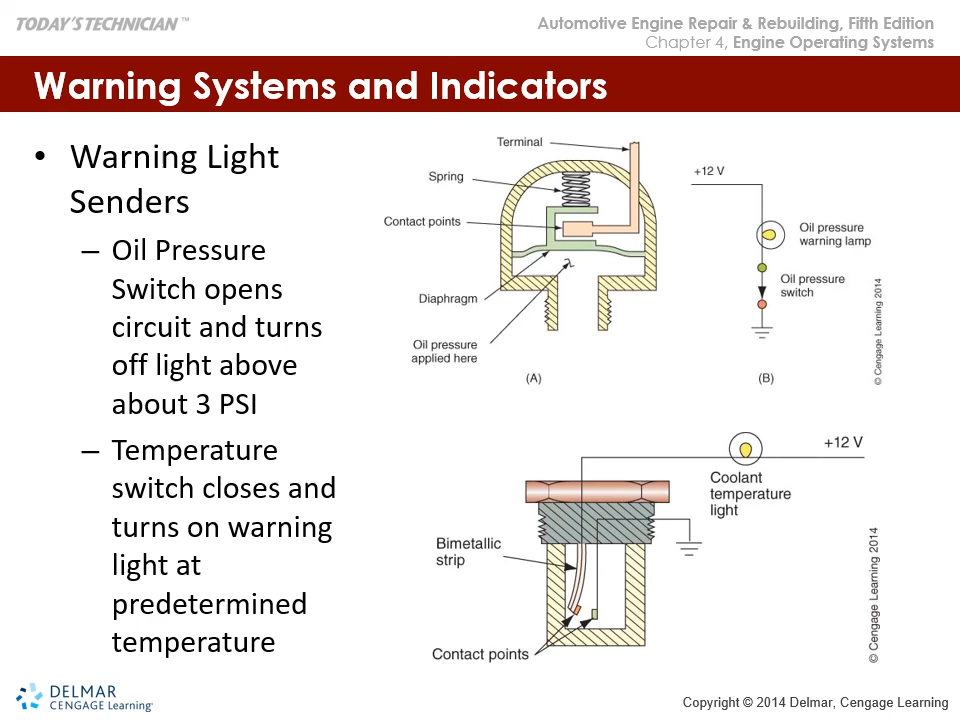 TODAY'S TECHNICIAN ™
Automotive Engine Repair & Rebuilding, Fifth Edition
Chapter 4, Engine Operating Systems
Warning Systems and Indicators
• Warning Light
Senders
– Oil Pressure
Switch opens
circuit and turns
off light above
about 3 PSI
– Temperature
switch closes and
turns on warning
light at
predetermined
temperature
Terminal
Spring
Contact points
Diaphragm
Oil pressure
applied here
(A)
+12 V
Oil pressure
warning lamp
Oil pressure
switch
(B)
© Cengage Learning 2014
+12 V
Coolant
temperature
light
Bimetallic
strip
Contact points
© Cengage Learning 2014
DELMAR
CENGAGE Learning
Copyright © 2014 Delmar, Cengage Learning